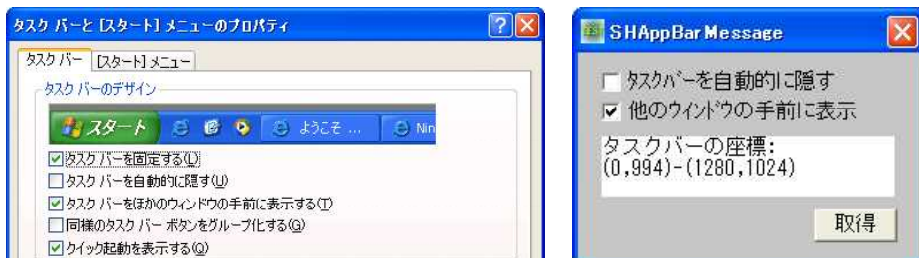 タスク バーと [スタート] メニューのプロパティ
タスク バー [スタート] メニュー
タスク バーのデザイン
スタート ようこそ ... Nin
タスク バーを固定する(L)
タスク バーを自動的に隠す(U)
タスク バーをほかのウィンドウの手前に表示する(T)
同様のタスク バー ボタンをグループ化する(G)
クイック起動を表示する(Q)
SHAppBarMessage
タスクバーを自動的に隠す
他のウィンドウの手前に表示
タスクバーの座標:
(0,994)-(1280,1024)
取得